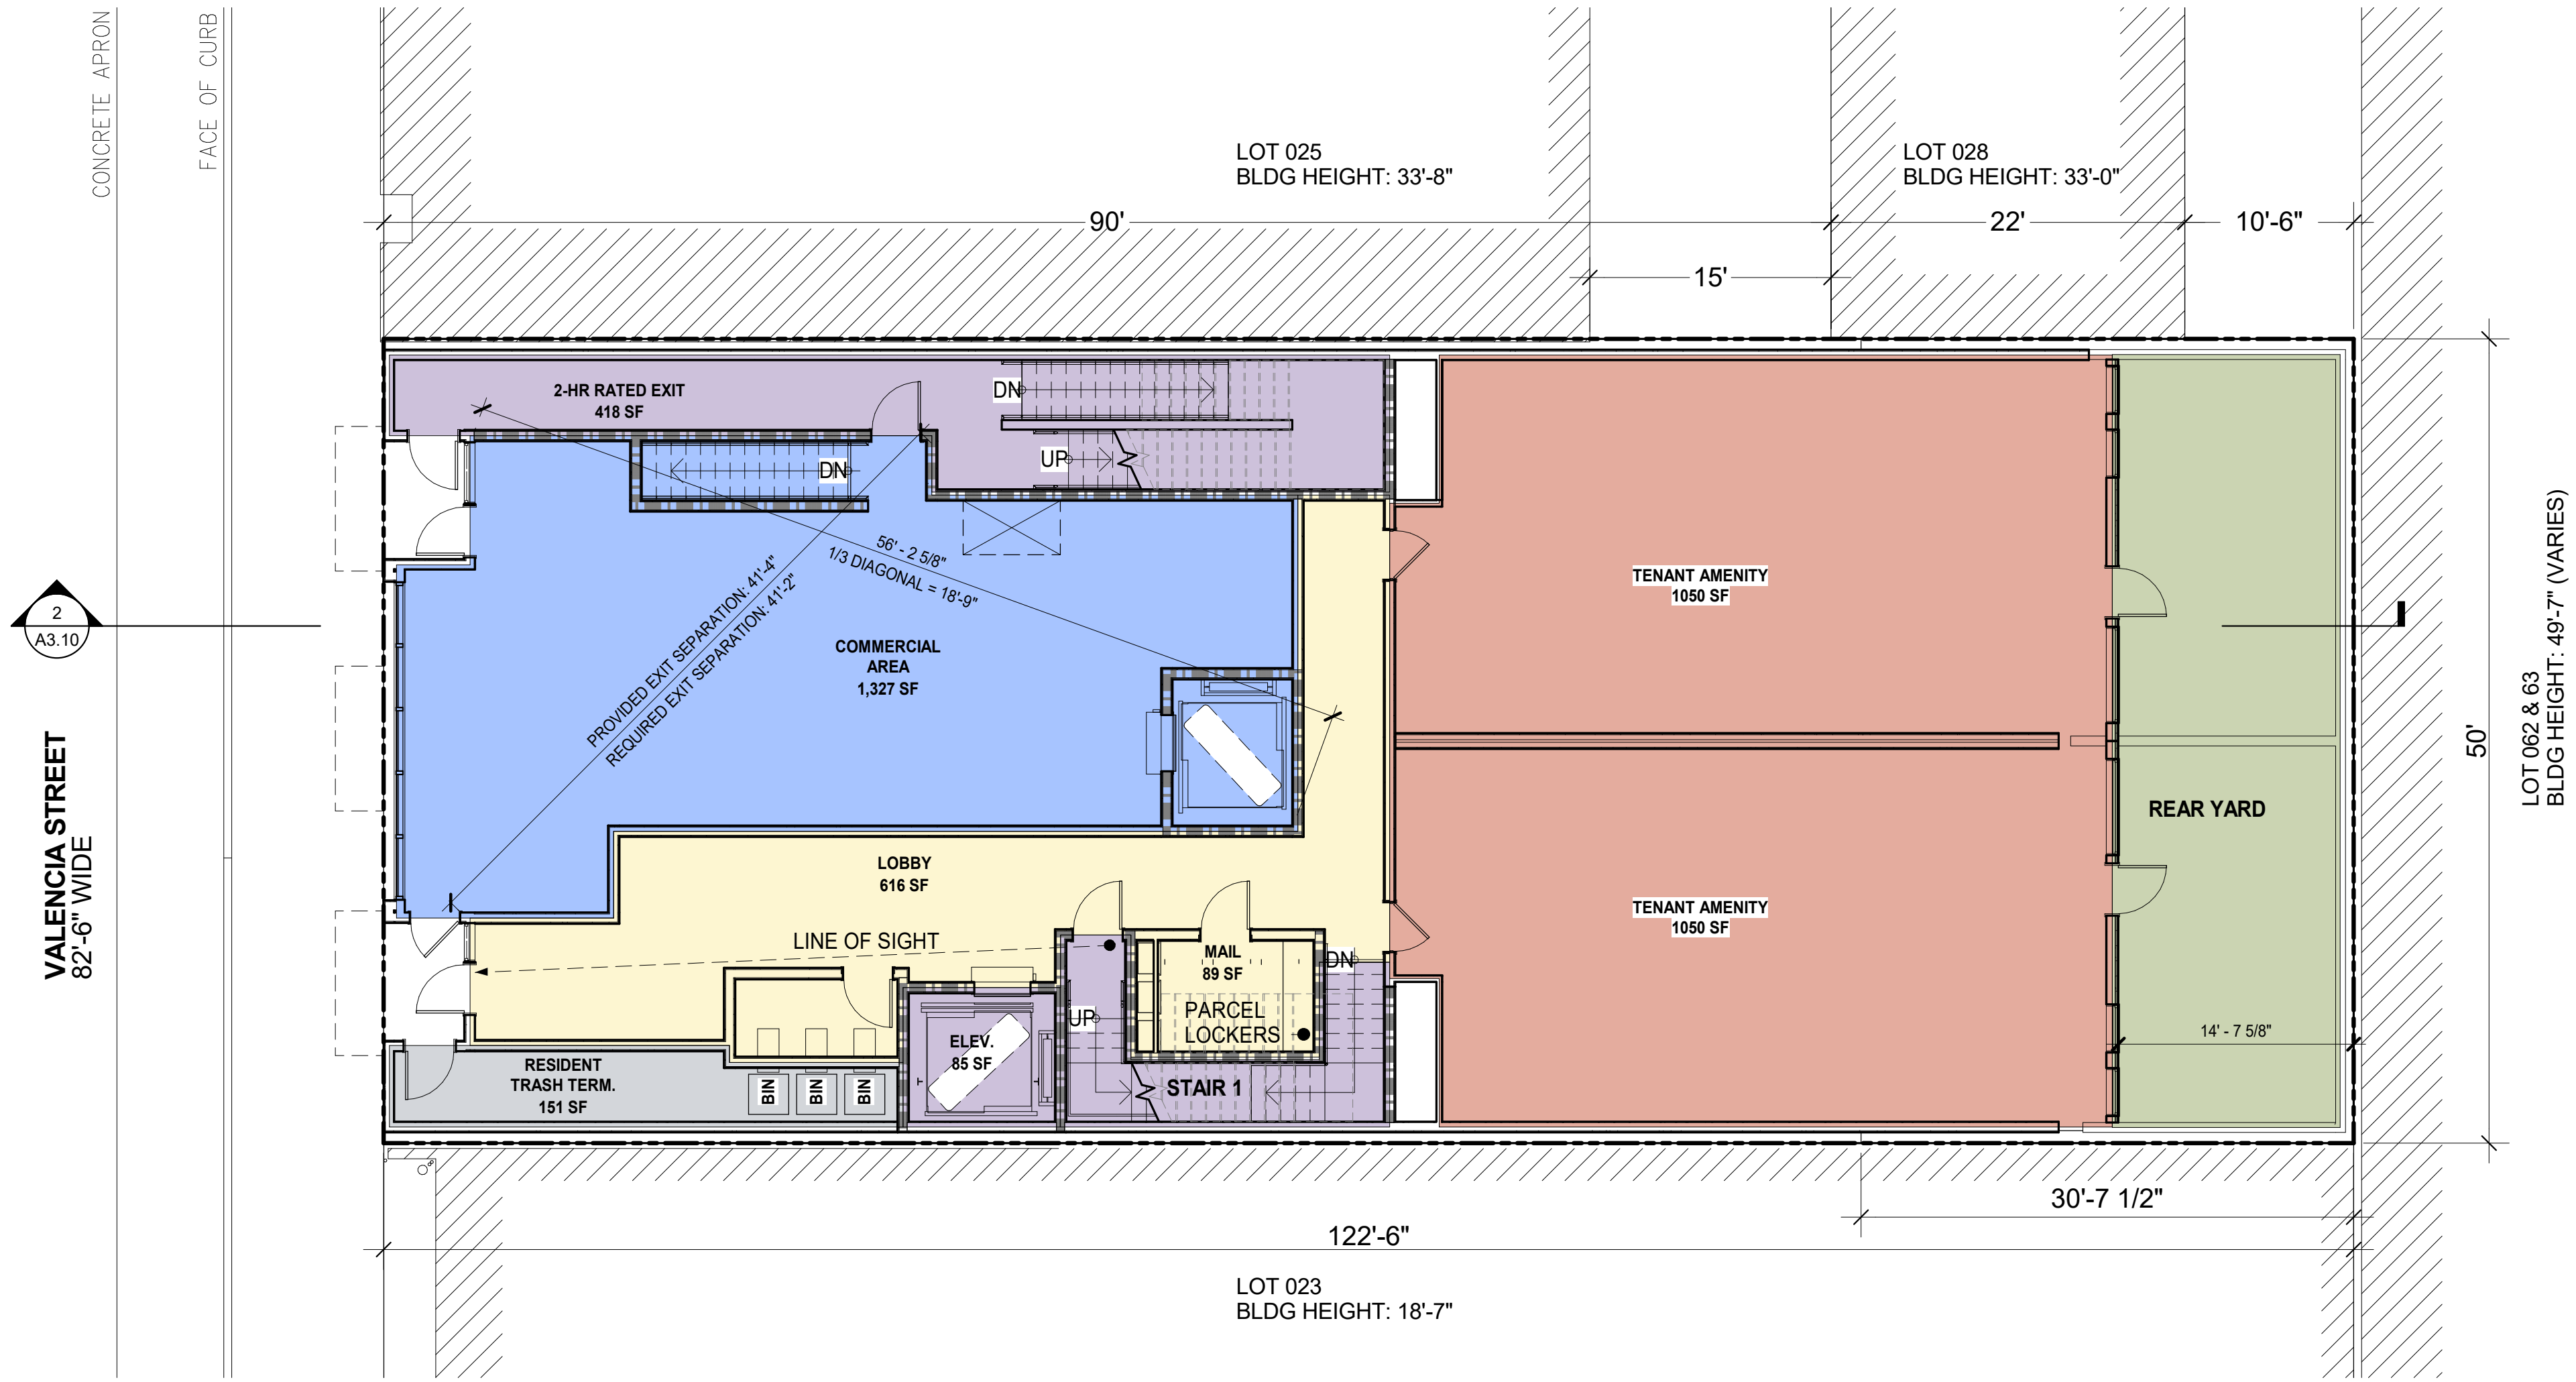 CONCRETE APRON
FACE OF CURB
LOT 025
BLDG HEIGHT: 33'-8"
LOT 028
BLDG HEIGHT: 33'-0"
90'
22'
10'-6"
15'
2-HR RATED EXIT
418 SF
DN
UP
DN
56' - 2 5/8"
1/3 DIAGONAL = 18'-9"
PROVIDED EXIT SEPARATION: 41'-4"
REQUIRED EXIT SEPARATION: 41'-2"
COMMERCIAL
AREA
1,327 SF
TENANT AMENITY
1050 SF
2
A3.10
VALENCIA STREET
82'-6" WIDE
LOT 062 & 63
BLDG HEIGHT: 49'-7" (VARIES)
50'
REAR YARD
LOBBY
616 SF
TENANT AMENITY
1050 SF
LINE OF SIGHT
MAIL
89 SF
DN
PARCEL
LOCKERS
UP
ELEV.
85 SF
STAIR 1
RESIDENT
TRASH TERM.
151 SF
BIN
BIN
BIN
14' - 7 5/8"
30'-7 1/2"
122'-6"
LOT 023
BLDG HEIGHT: 18'-7"